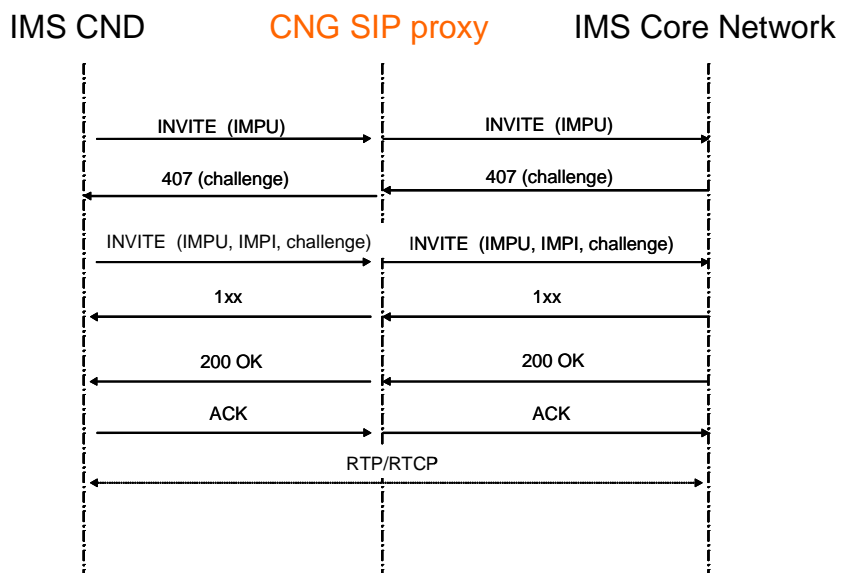 IMS CND CNG SIP proxy IMS Core Network
INVITE (IMPU) INVITE (IMPU)
407 (challenge) 407 (challenge)
INVITE (IMPU, IMPI, challenge) INVITE (IMPU, IMPI, challenge)
1xx 1xx
200 OK 200 OK
ACK ACK
RTP/RTCP